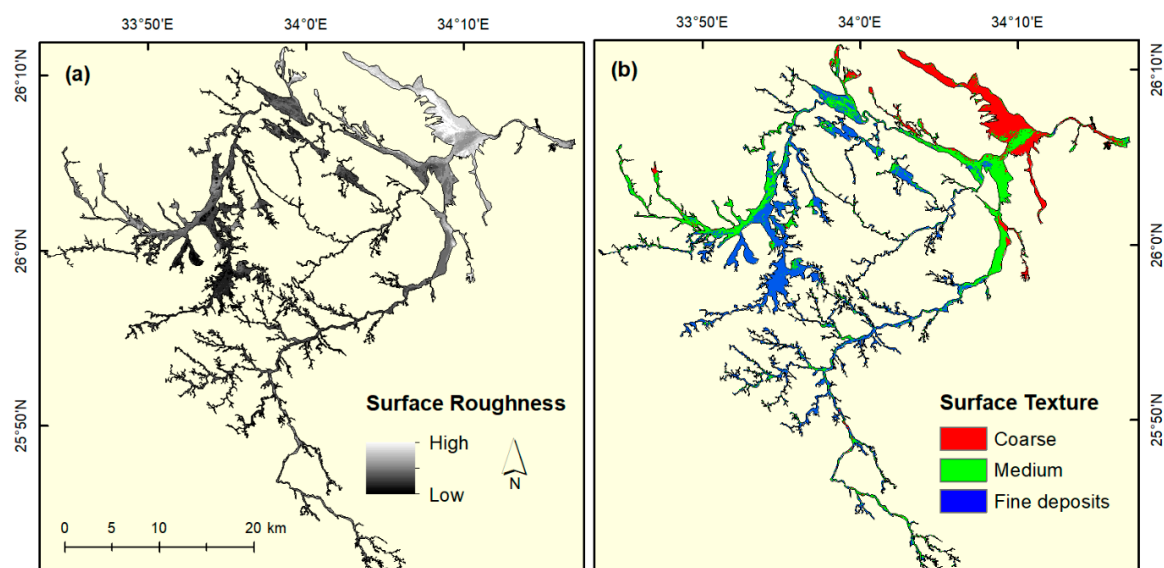 33°50'E 34°0'E 34°10'E
(a)
26°10'N
26°0'N
25°50'N
Surface Roughness
High
Low
N
0 5 10 20 km
33°50'E 34°0'E 34°10'E
(b)
26°10'N
26°0'N
25°50'N
Surface Texture
Coarse
Medium
Fine deposits